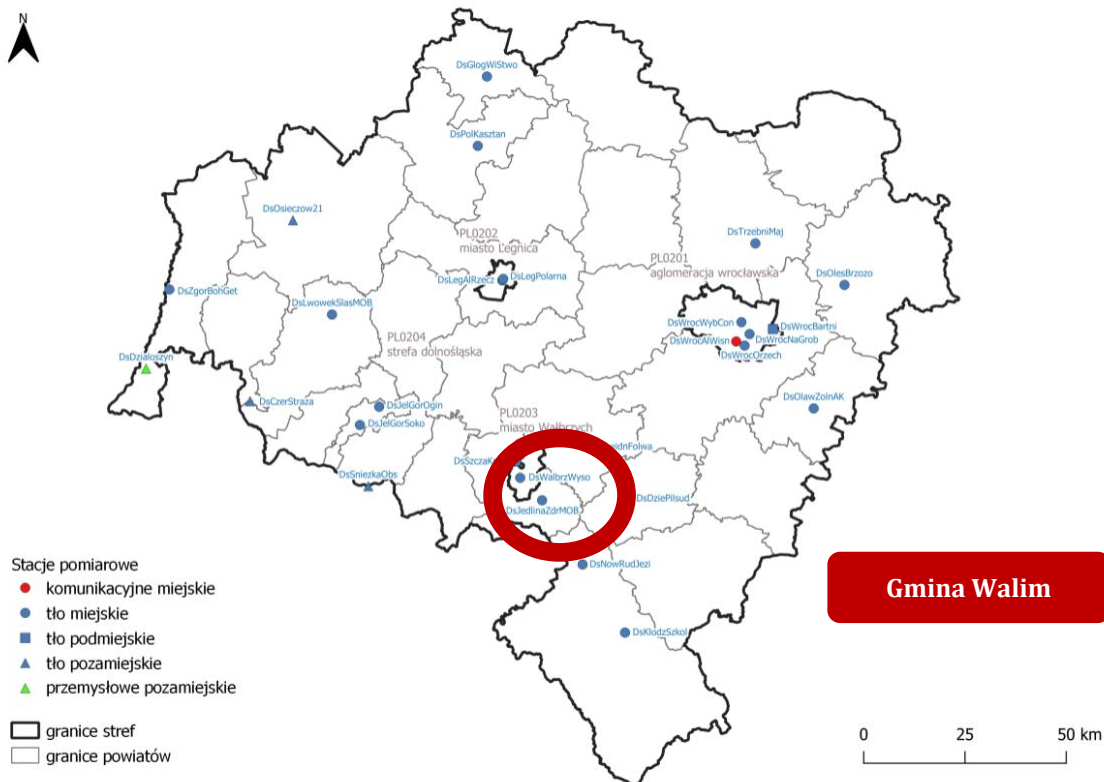 N
DsGlogWiStwo
DsPolKasztan
DsOsieczow21
PL0202
miasto Legnica
DsTrzebniMaj
PL0201
aglomeracja wrocławska
DsLegAlRzecz
DsLegPolarna
DsOlesBrzozo
DsZgorBohGet
DsLwowekSlasMOB
DsWrocWybCon
DsWrocBartni
DsWrocAlWisn
DsWrocNaGrob
DsWrocOrzech
PL0204
strefa dolnośląska
DsDzialoszyn
DsCzerStraza
DsJelGorOgin
DsOlawZolnAK
DsJelGorSoko
PL0203
miasto Wałbrzych
idnFolwa
DsSzczaK
DsSniezkaObs
DsWalbrzWyso
DsJedlinaZdrMOB
DsDziePilsud
DsNowRudJezi
DsKlodzSzkol
Gmina Walim
Stacje pomiarowe
komunikacyjne miejskie
tło miejskie
tło podmiejskie
tło pozamiejskie
przemysłowe pozamiejskie
granice stref
granice powiatów
0 25 50 km